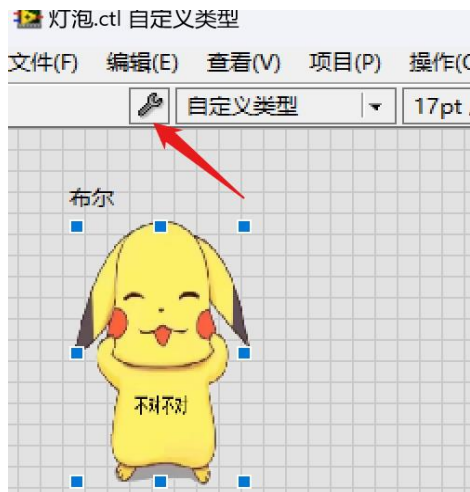 灯泡.ctl 自定义类型
文件(F) 编辑(E) 查看(V) 项目(P) 操作(O
自定义类型 17pt
布尔
不对不对